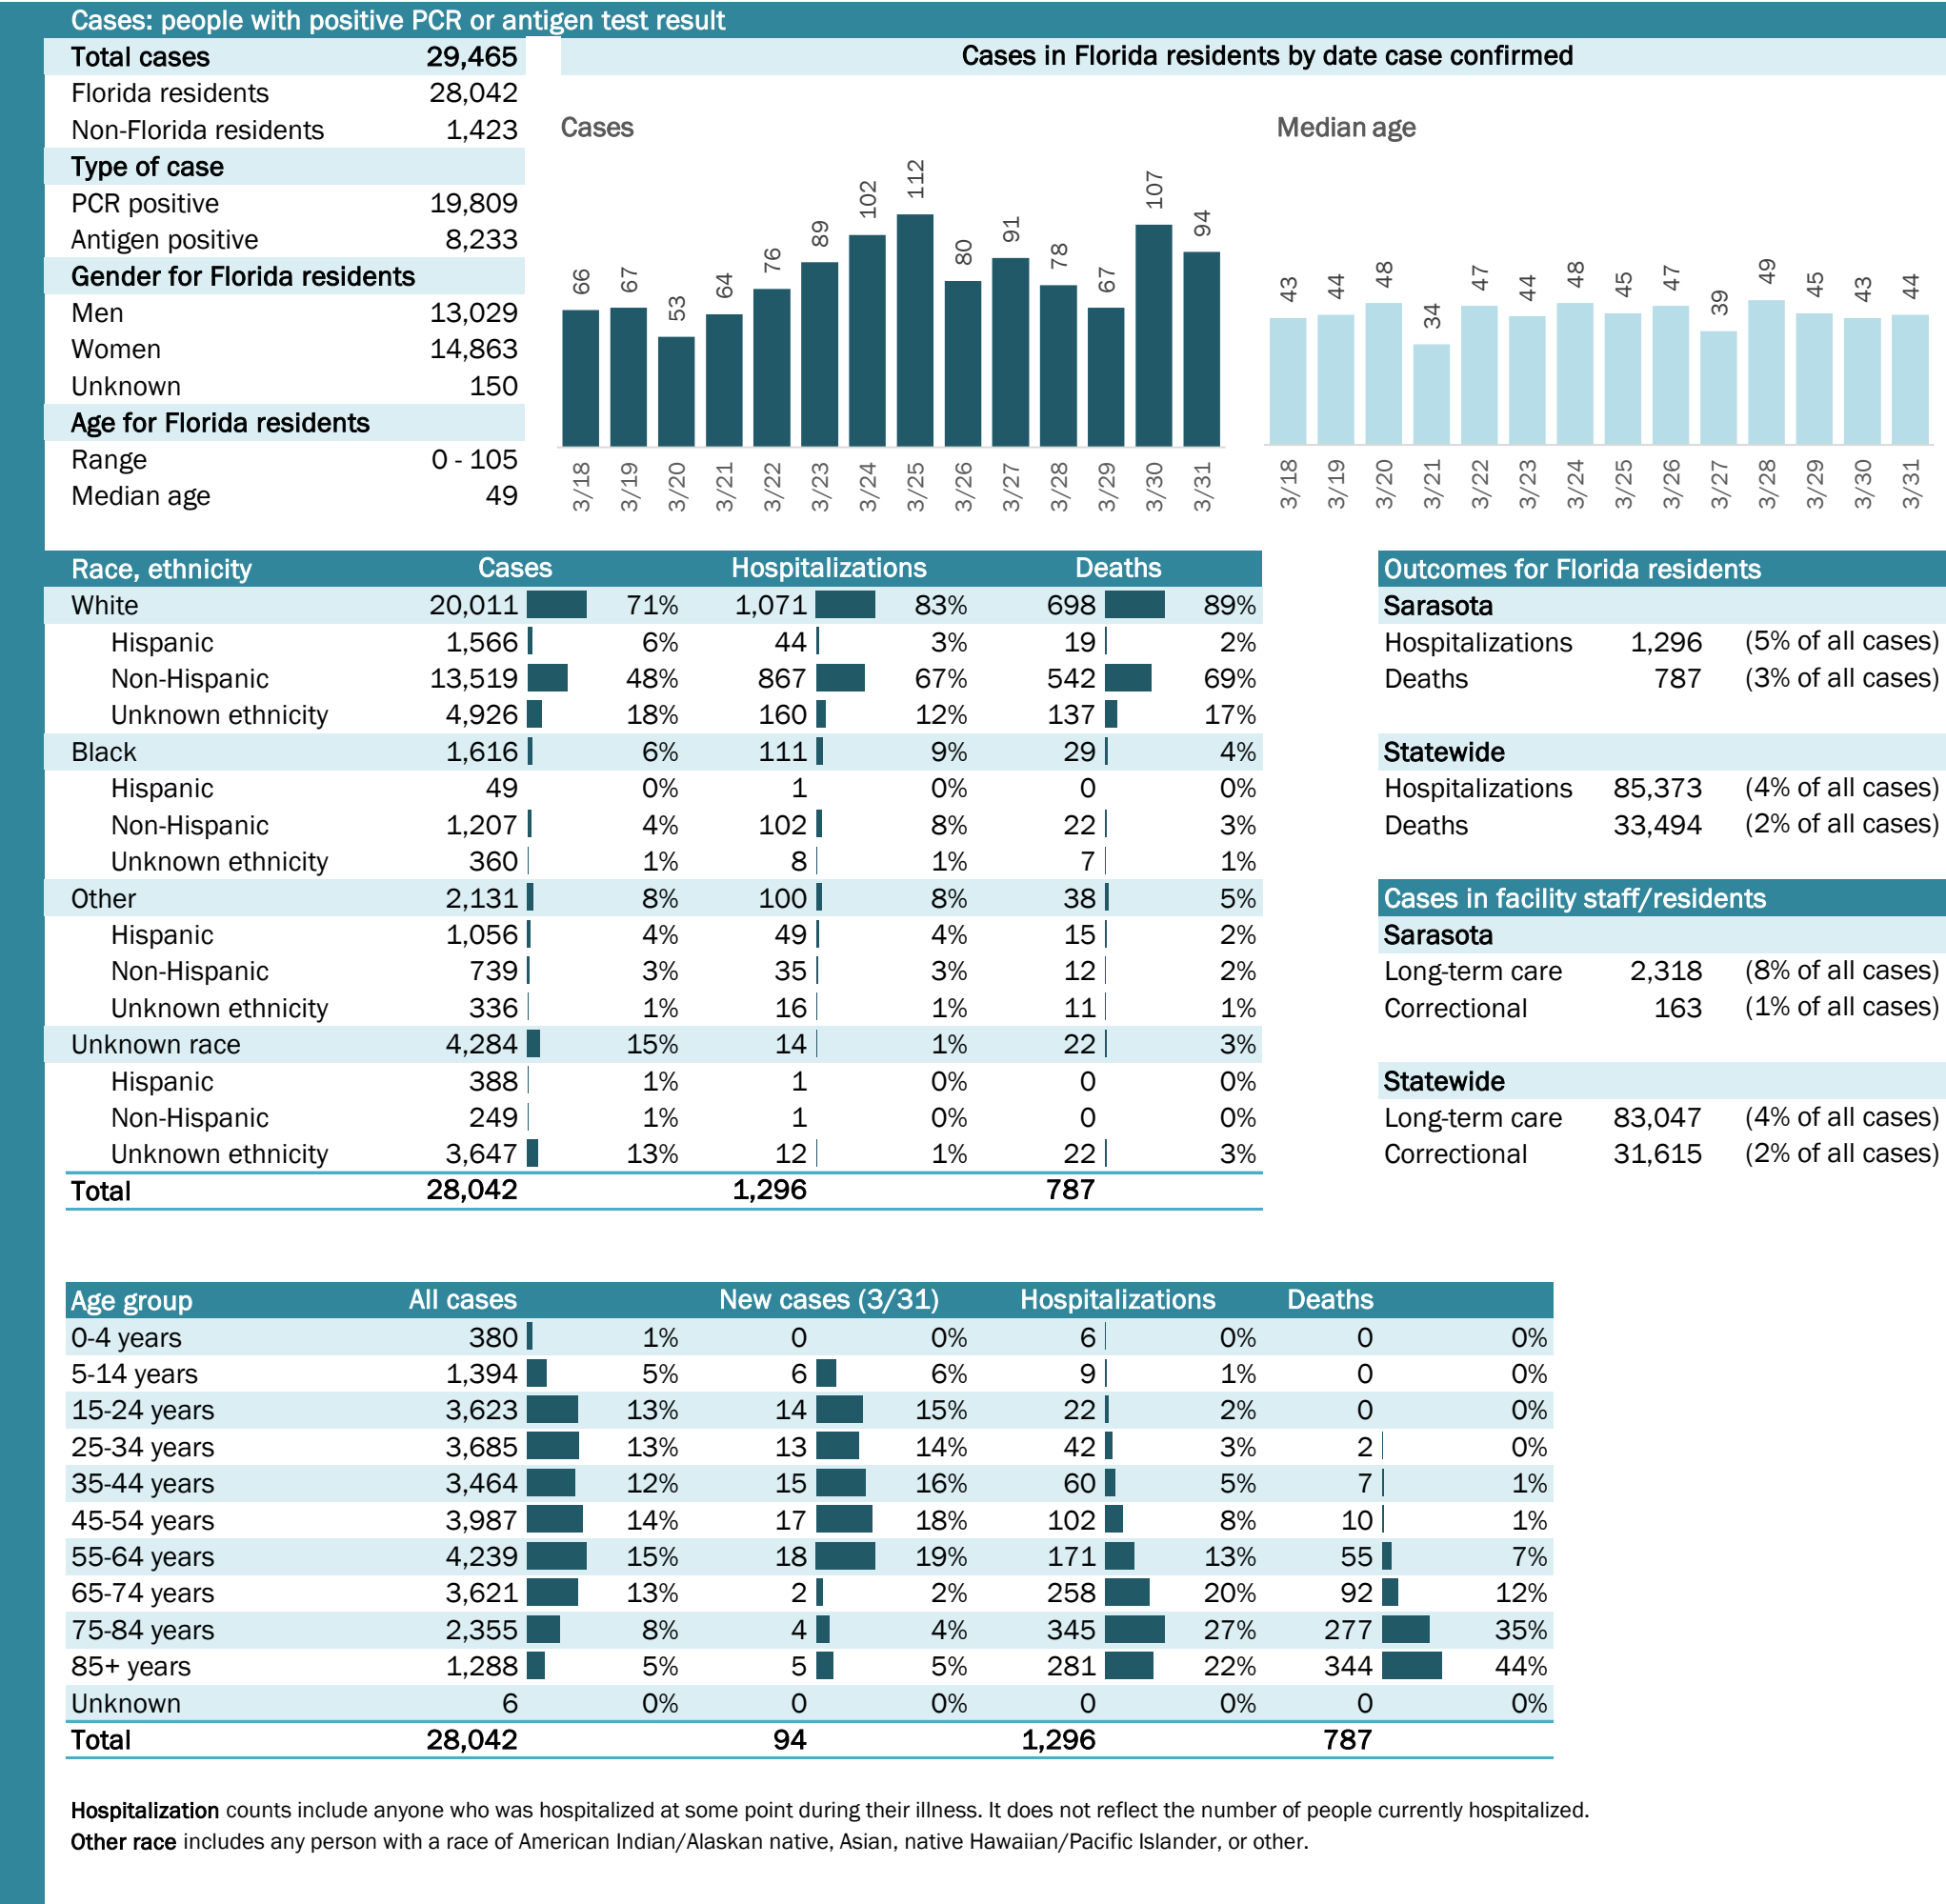 Cases: people with positive PCR or antigen test result
Total cases 29,465
Florida residents 28,042
Non-Florida residents 1,423
Type of case
PCR positive 19,809
Antigen positive 8,233
Gender for Florida residents
Men 13,029
Women 14,863
Unknown 150
Age for Florida residents
Range 0 - 105
Median age 49
Cases in Florida residents by date case confirmed
Cases
66 67 53 64 76 89 102 112 80 91 78 67 107 94
3/18 3/19 3/20 3/21 3/22 3/23 3/24 3/25 3/26 3/27 3/28 3/29 3/30 3/31
Median age
43 44 48 34 47 44 48 45 47 39 49 45 43 44
3/18 3/19 3/20 3/21 3/22 3/23 3/24 3/25 3/26 3/27 3/28 3/29 3/30 3/31
Race, ethnicity Cases Hospitalizations Deaths
White 20,011 71% 1,071 83% 698 89%
Hispanic 1,566 6% 44 3% 19 2%
Non-Hispanic 13,519 48% 867 67% 542 69%
Unknown ethnicity 4,926 18% 160 12% 137 17%
Black 1,616 6% 111 9% 29 4%
Hispanic 49 0% 1 0% 0 0%
Non-Hispanic 1,207 4% 102 8% 22 3%
Unknown ethnicity 360 1% 8 1% 7 1%
Other 2,131 8% 100 8% 38 5%
Hispanic 1,056 4% 49 4% 15 2%
Non-Hispanic 739 3% 35 3% 12 2%
Unknown ethnicity 336 1% 16 1% 11 1%
Unknown race 4,284 15% 14 1% 22 3%
Hispanic 388 1% 1 0% 0 0%
Non-Hispanic 249 1% 1 0% 0 0%
Unknown ethnicity 3,647 13% 12 1% 22 3%
Total 28,042 1,296 787
Outcomes for Florida residents
Sarasota
Hospitalizations 1,296 (5% of all cases)
Deaths 787 (3% of all cases)
Statewide
Hospitalizations 85,373 (4% of all cases)
Deaths 33,494 (2% of all cases)
Cases in facility staff/residents
Sarasota
Long-term care 2,318 (8% of all cases)
Correctional 163 (1% of all cases)
Statewide
Long-term care 83,047 (4% of all cases)
Correctional 31,615 (2% of all cases)
Age group All cases New cases (3/31) Hospitalizations Deaths
0-4 years 380 1% 0 0% 6 0% 0 0%
5-14 years 1,394 5% 6 6% 9 1% 0 0%
15-24 years 3,623 13% 14 15% 22 2% 0 0%
25-34 years 3,685 13% 13 14% 42 3% 2 0%
35-44 years 3,464 12% 15 16% 60 5% 7 1%
45-54 years 3,987 14% 17 18% 102 8% 10 1%
55-64 years 4,239 15% 18 19% 171 13% 55 7%
65-74 years 3,621 13% 2 2% 258 20% 92 12%
75-84 years 2,355 8% 4 4% 345 27% 277 35%
85+ years 1,288 5% 5 5% 281 22% 344 44%
Unknown 6 0% 0 0% 0 0% 0 0%
Total 28,042 94 1,296 787
Hospitalization counts include anyone who was hospitalized at some point during their illness. It does not reflect the number of people currently hospitalized.
Other race includes any person with a race of American Indian/Alaskan native, Asian, native Hawaiian/Pacific Islander, or other.